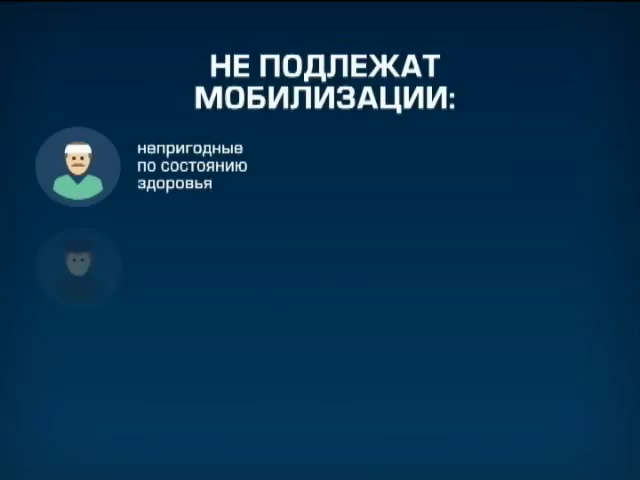 НЕ ПОДЛЕЖАТ
МОБИЛИЗАЦИИ:
непригодные
по состоянию
здоровья